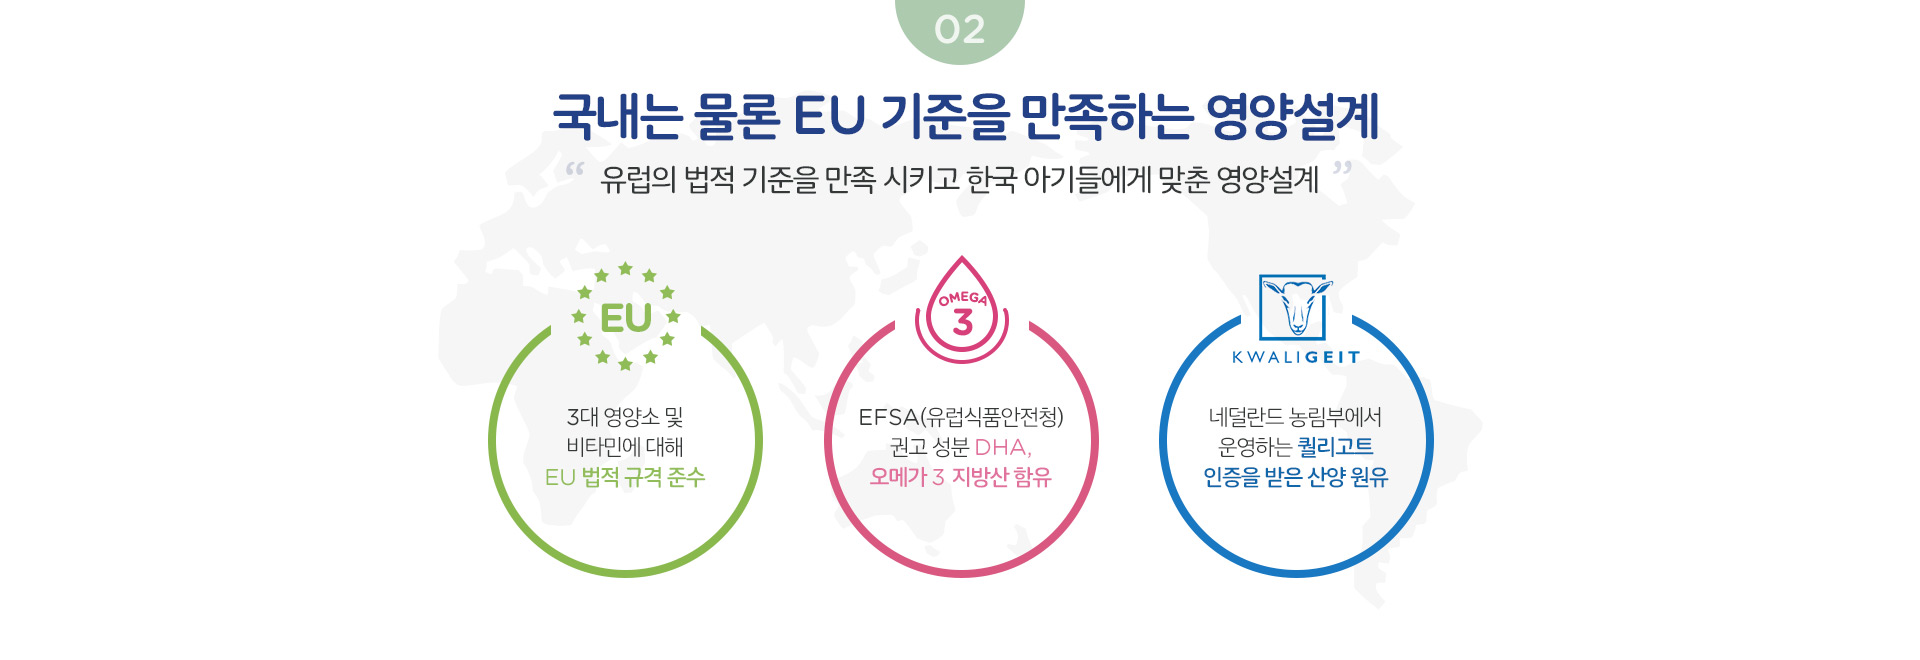 02
국내는 물론 EU 기준을 만족하는 영양설계
“ 유럽의 법적 기준을 만족 시키고 한국 아기들에게 맞춘 영양설계 ”
EU
3대 영양소 및
비타민에 대해
EU 법적 규격 준수
OMEGA
3
EFSA(유럽식품안전청)
권고 성분 DHA,
오메가 3 지방산 함유
KWALIGEIT
네덜란드 농림부에서
운영하는 퀄리고트
인증을 받은 산양 원유